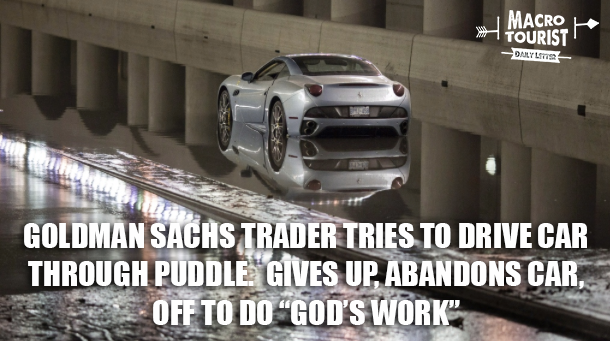 MACRO
TOURIST
DAILY LETTER
GOLDMAN SACHS TRADER TRIES TO DRIVE CAR
THROUGH PUDDLE. GIVES UP, ABANDONS CAR,
OFF TO DO “GOD’S WORK”